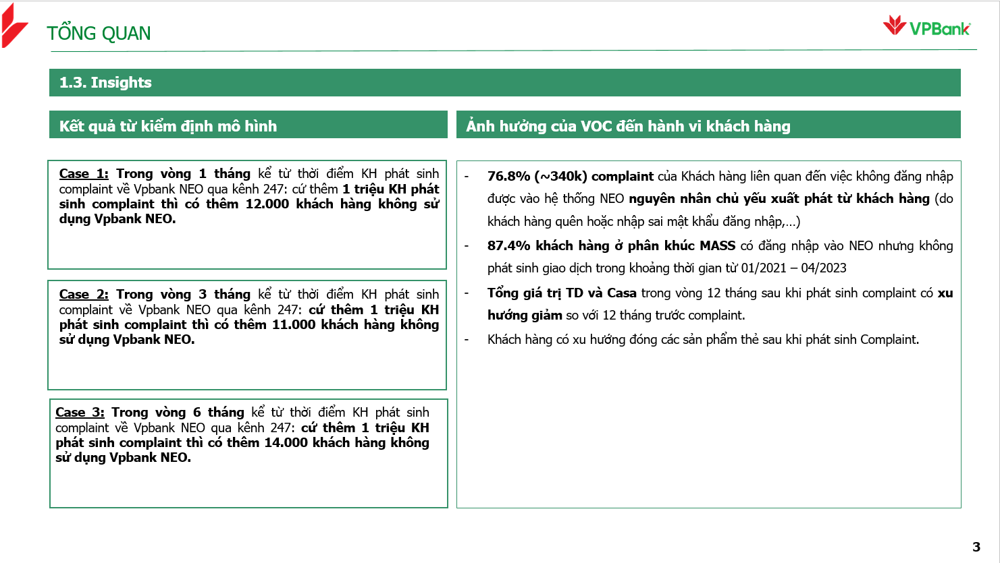 TỔNG QUAN
VPBank
1.3. Insights
Kết quả từ kiểm định mô hình
Case 1: Trong vòng 1 tháng kể từ thời điểm KH phát sinh
complaint về Vpbank NEO qua kênh 247: cứ thêm 1 triệu KH phát
sinh complaint thì có thêm 12.000 khách hàng không sử
dụng Vpbank NEO.
Case 2: Trong vòng 3 tháng kể từ thời điểm KH phát sinh
complaint về Vpbank NEO qua kênh 247: cứ thêm 1 triệu KH
phát sinh complaint thì có thêm 11.000 khách hàng không
sử dụng Vpbank NEO.
Case 3: Trong vòng 6 tháng kể từ thời điểm KH phát sinh
complaint về Vpbank NEO qua kênh 247: cứ thêm 1 triệu KH
phát sinh complaint thì có thêm 14.000 khách hàng không
sử dụng Vpbank NEO.
Ảnh hưởng của VOC đến hành vi khách hàng
- 76.8% (~340k) complaint của Khách hàng liên quan đến việc không đăng nhập
được vào hệ thống NEO nguyên nhân chủ yếu xuất phát từ khách hàng (do
khách hàng quên hoặc nhập sai mật khẩu đăng nhập,...)
- 87.4% khách hàng ở phân khúc MASS có đăng nhập vào NEO nhưng không
phát sinh giao dịch trong khoảng thời gian từ 01/2021 – 04/2023
- Tổng giá trị TD và Casa trong vòng 12 tháng sau khi phát sinh complaint có xu
hướng giảm so với 12 tháng trước complaint.
- Khách hàng có xu hướng đóng các sản phẩm thẻ sau khi phát sinh Complaint.
3